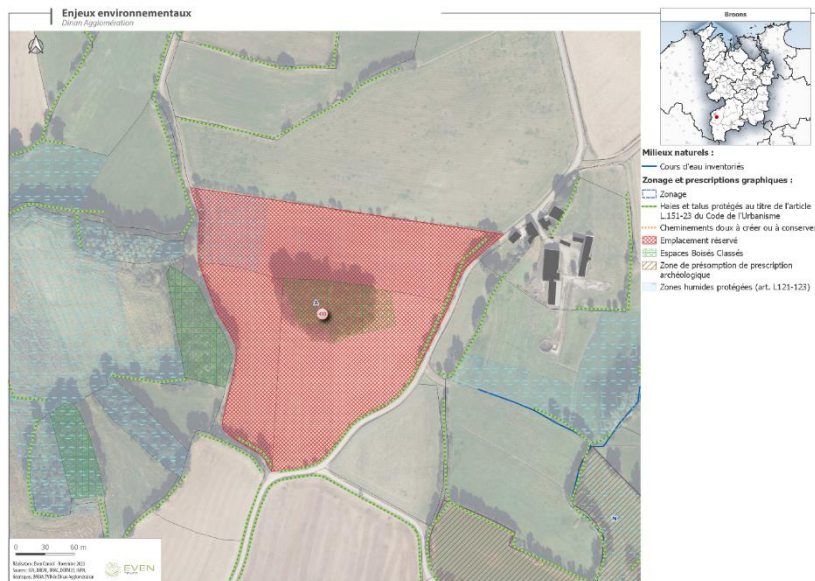 Enjeux environnementaux
Dinan Agglomération
Broons
Milieux naturels :
Cours d'eau inventoriés
Zonage et prescriptions graphiques :
Zonage
Haies et talus protégés au titre de l'article
L.151-23 du Code de l'Urbanisme
Cheminements doux à créer ou à conserver
Emplacement réservé
Espaces Boisés Classés
Zone de présomption de prescription
archéologique
Zones humides protégées (art. L121-123)
A
N
0 30 60 m
EVEN